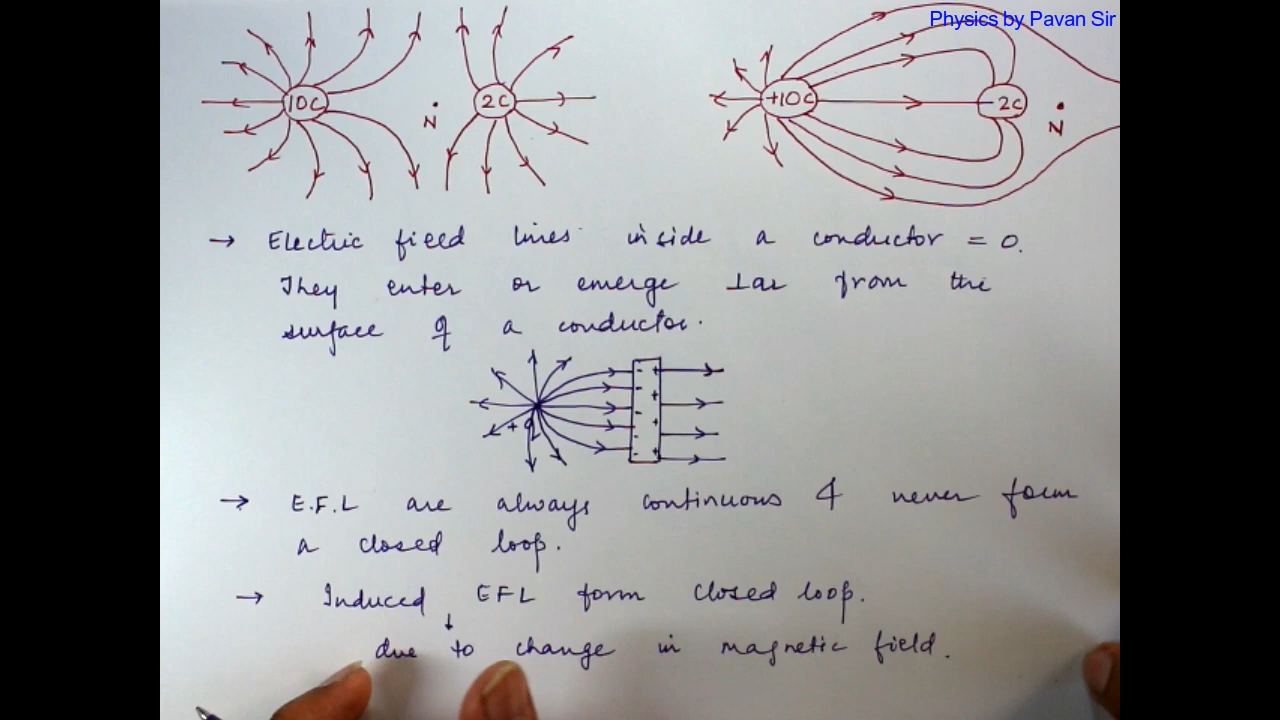 Physics by Pavan Sir
10C
2C
N
+10C
-2C
N
→ Electric field lines inside a conductor = 0.
They enter or emerge ⊥ar from the
surface of a conductor.
+q
→ E.F.L are always continuous & never form
a closed loop.
→ Induced EFL form closed loop.
↓
due to change in magnetic field.